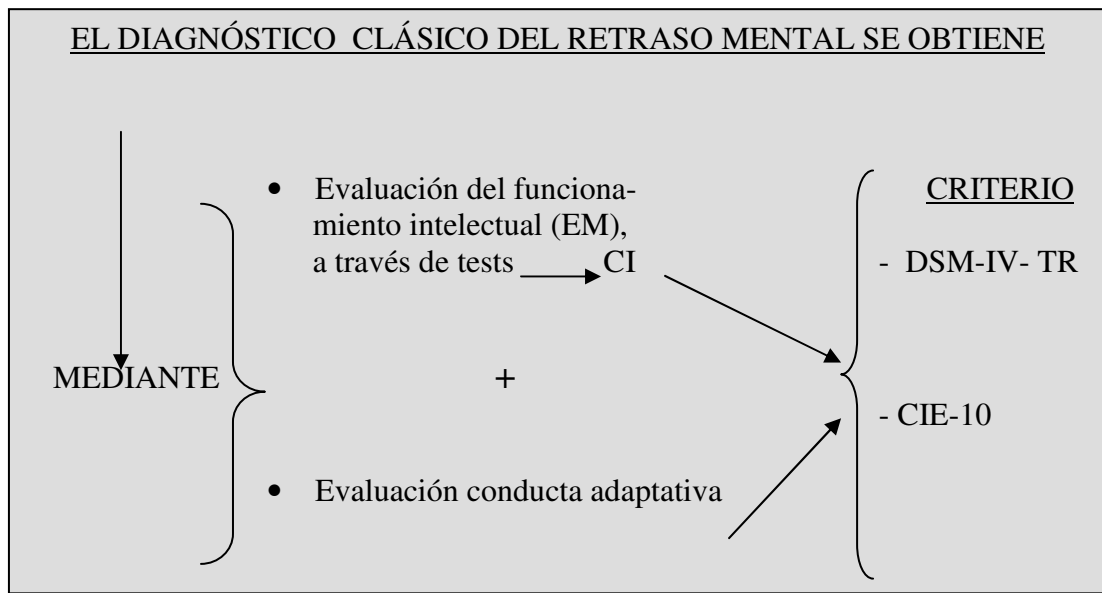 EL DIAGNÓSTICO CLÁSICO DEL RETRASO MENTAL SE OBTIENE
MEDIANTE
• Evaluación del funciona-
miento intelectual (EM),
a través de tests CI
+
• Evaluación conducta adaptativa
CRITERIO
- DSM-IV- TR
- CIE-10